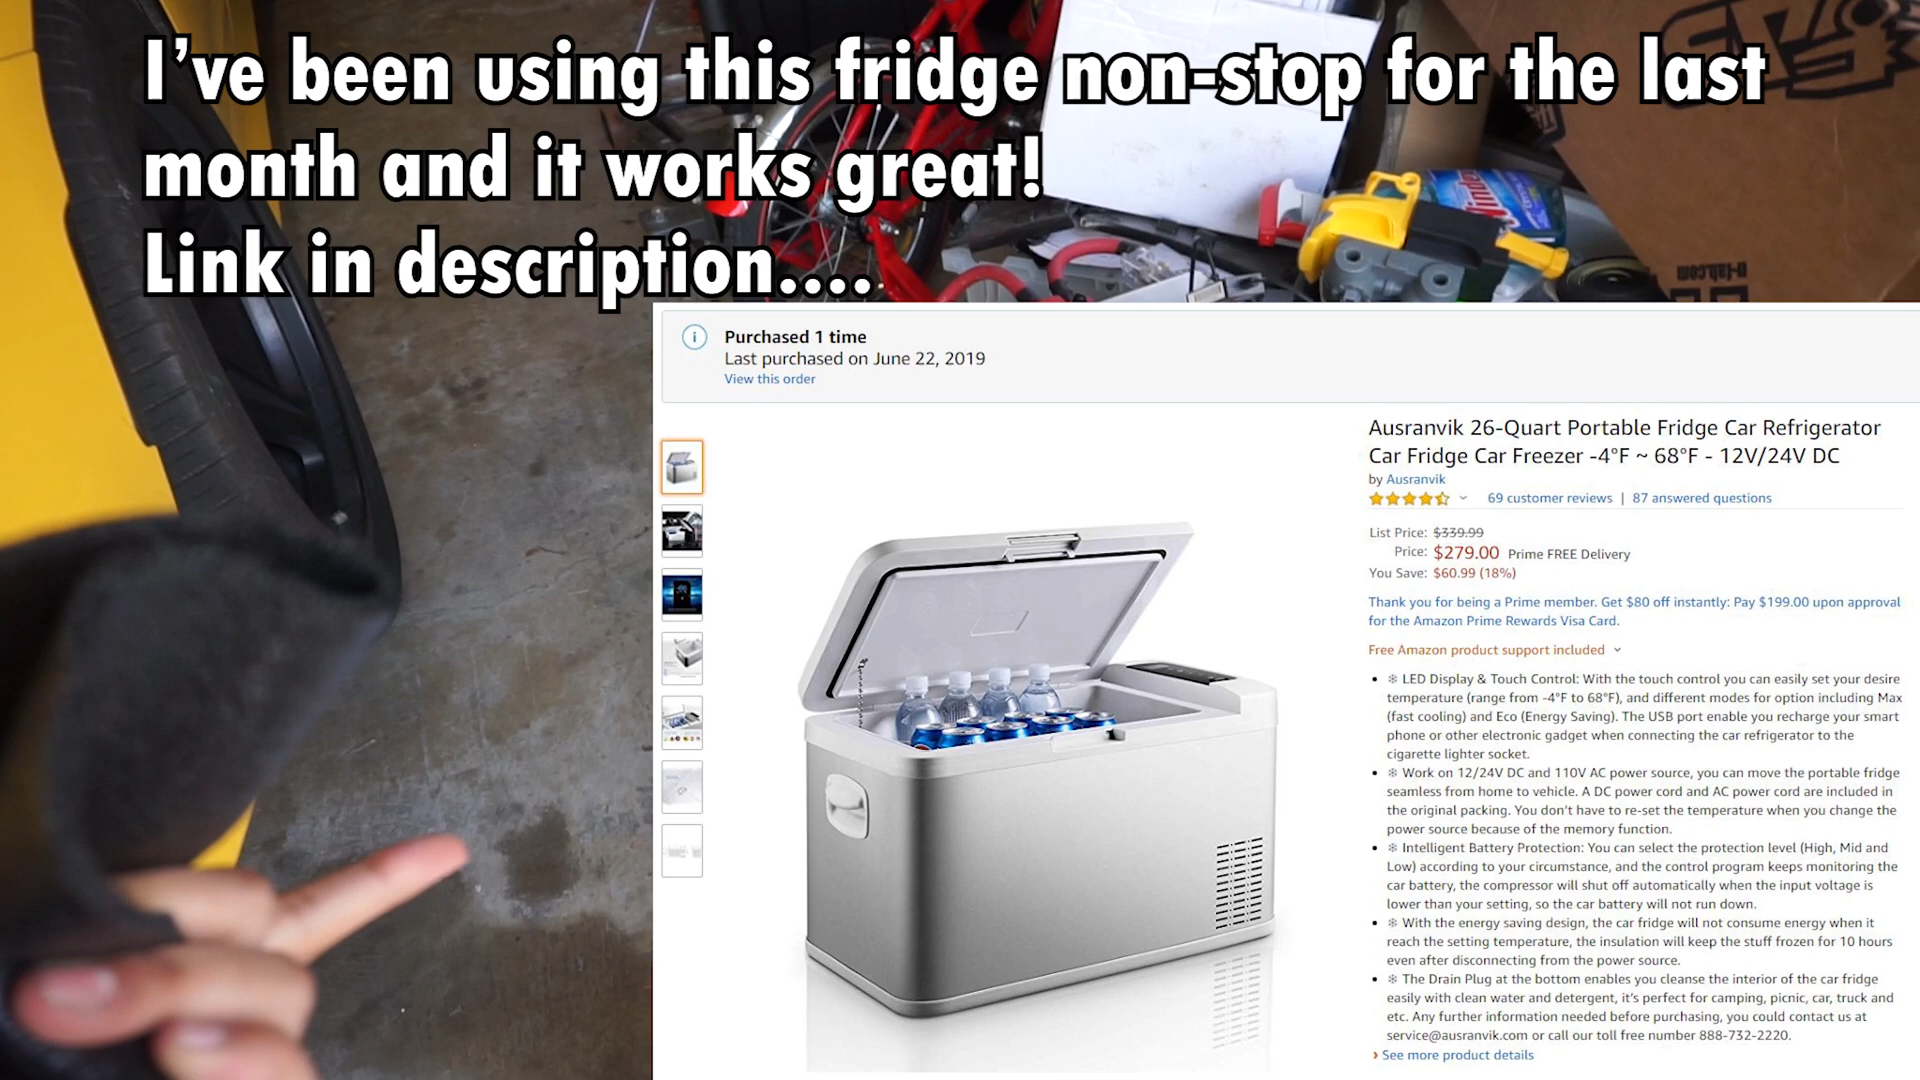 I’ve been using this fridge non-stop for the last
month and it works great!
Link in description....
Windex
Purchased 1 time
Last purchased on June 22, 2019
View this order
Ausranvik 26-Quart Portable Fridge Car Refrigerator
Car Fridge Car Freezer -4°F ~ 68°F - 12V/24V DC
by Ausranvik
69 customer reviews | 87 answered questions
List Price: $339.99
Price: $279.00 Prime FREE Delivery
You Save: $60.99 (18%)
Thank you for being a Prime member. Get $80 off instantly: Pay $199.00 upon approval
for the Amazon Prime Rewards Visa Card.
Free Amazon product support included
• ❄ LED Display & Touch Control: With the touch control you can easily set your desire
temperature (range from -4°F to 68°F), and different modes for option including Max
(fast cooling) and Eco (Energy Saving). The USB port enable you recharge your smart
phone or other electronic gadget when connecting the car refrigerator to the
cigarette lighter socket.
• ❄ Work on 12/24V DC and 110V AC power source, you can move the portable fridge
seamless from home to vehicle. A DC power cord and AC power cord are included in
the original packing. You don't have to re-set the temperature when you change the
power source because of the memory function.
• ❄ Intelligent Battery Protection: You can select the protection level (High, Mid and
Low) according to your circumstance, and the control program keeps monitoring the
car battery, the compressor will shut off automatically when the input voltage is
lower than your setting, so the car battery will not run down.
• ❄ With the energy saving design, the car fridge will not consume energy when it
reach the setting temperature, the insulation will keep the stuff frozen for 10 hours
even after disconnecting from the power source.
• ❄ The Drain Plug at the bottom enables you cleanse the interior of the car fridge
easily with clean water and detergent, it's perfect for camping, picnic, car, truck and
etc. Any further information needed before purchasing, you could contact us at
service@ausranvik.com or call our toll free number 888-732-2220.
› See more product details